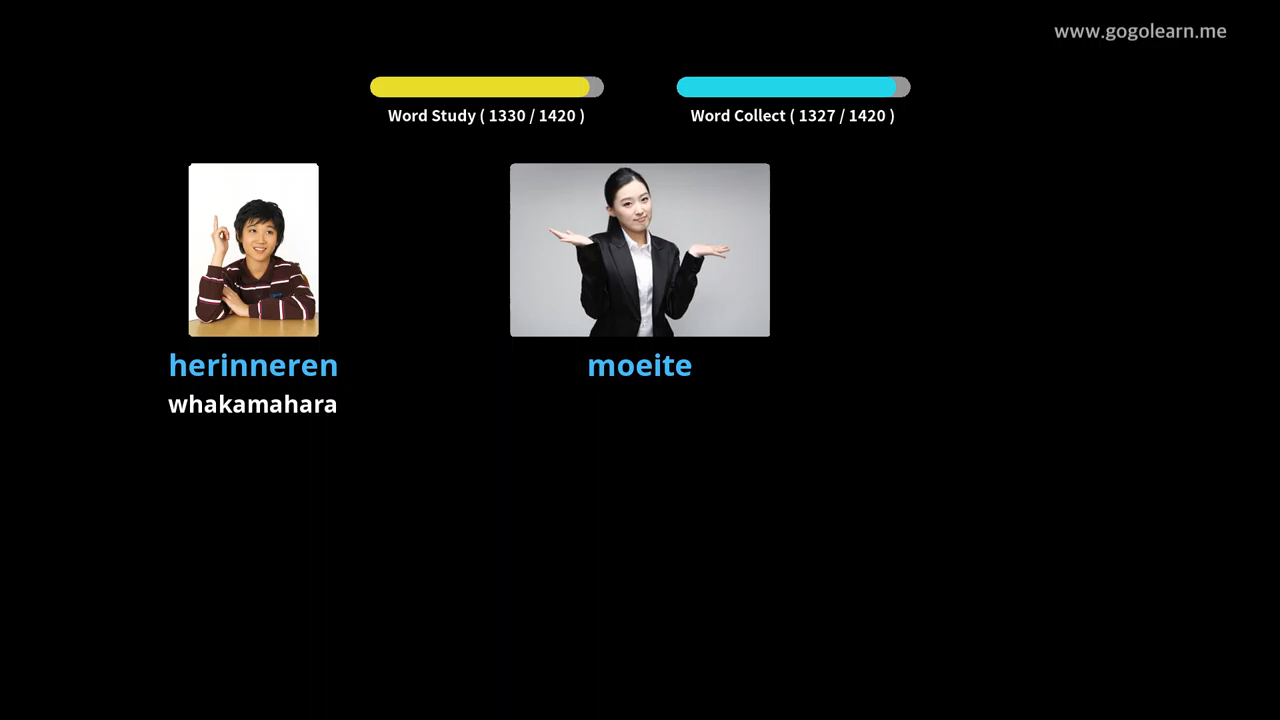 www.gogolearn.me
Word Study ( 1330 / 1420 )
Word Collect ( 1327 / 1420 )
herinneren
whakamahara
moeite